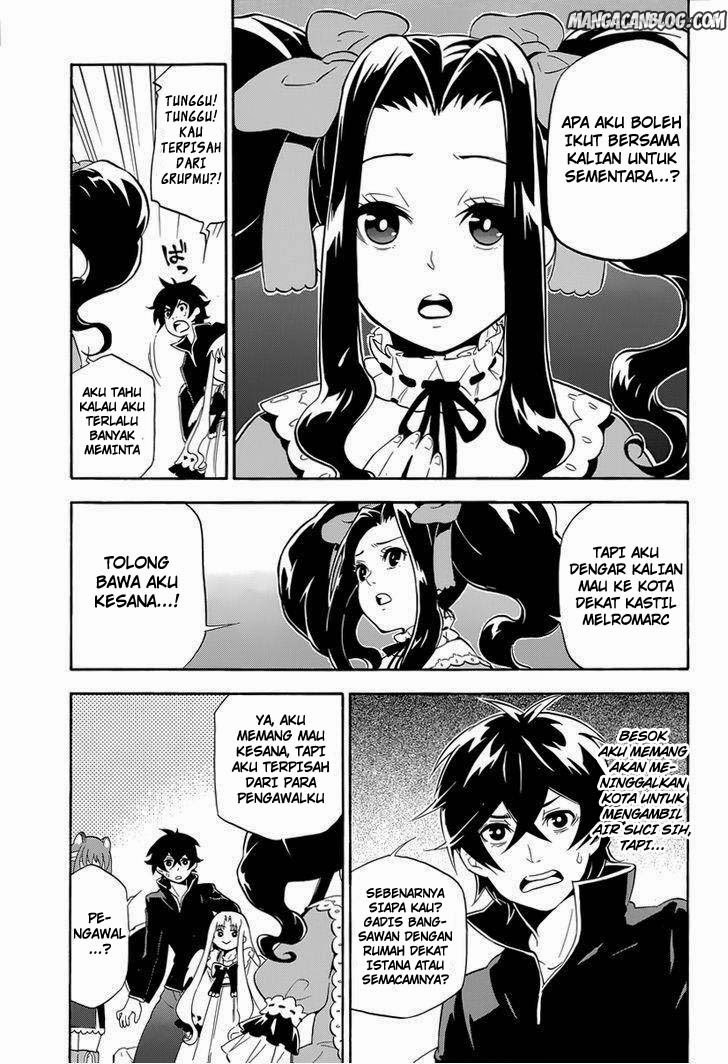 MANGACANBLOG.COM
APA AKU BOLEH
IKUT BERSAMA
KALIAN UNTUK
SEMENTARA...?
TUNGGU!
TUNGGU!
KAU
TERPISAH
DARI
GRUPMU?!
ばっ
AKU TAHU
KALAU AKU
TERLALU
BANYAK
MEMINTA
TAPI AKU
DENGAR KALIAN
MAU KE KOTA
DEKAT KASTIL
MELROMARC
TOLONG
BAWA AKU
KESANA...!
BESOK
AKU MEMANG
AKAN ME-
NINGGALKAN
KOTA UNTUK
MENGAMBIL
AIR SUCI SIH,
TAPI...
SEBENARNYA
SIAPA KAU?
GADIS BANG-
SAWAN DENGAN
RUMAH DEKAT
ISTANA ATAU
SEMACAMNYA?
YA, AKU
MEMANG MAU
KESANA, TAPI
AKU TERPISAH
DARI PARA
PENGAWALKU
PE-
NGAWAL
...?